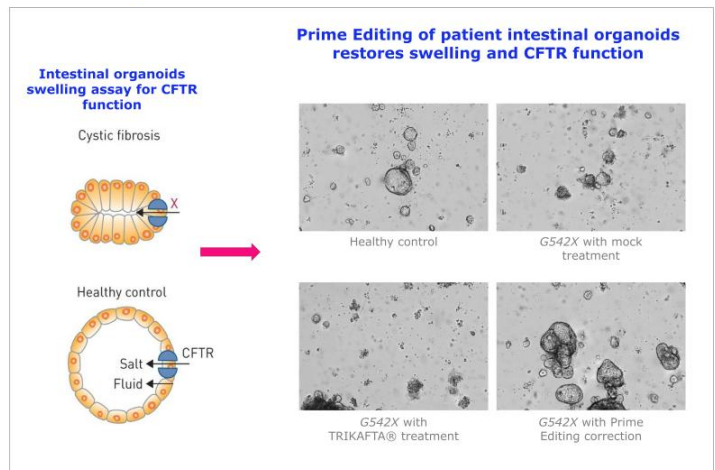 Prime Editing of patient intestinal organoids
restores swelling and CFTR function
Intestinal organoids
swelling assay for CFTR
function
Cystic fibrosis
X
Healthy control
CFTR
Salt
Fluid
Healthy control
G542X with mock
treatment
G542X with
TRIKAFTA® treatment
G542X with Prime
Editing correction